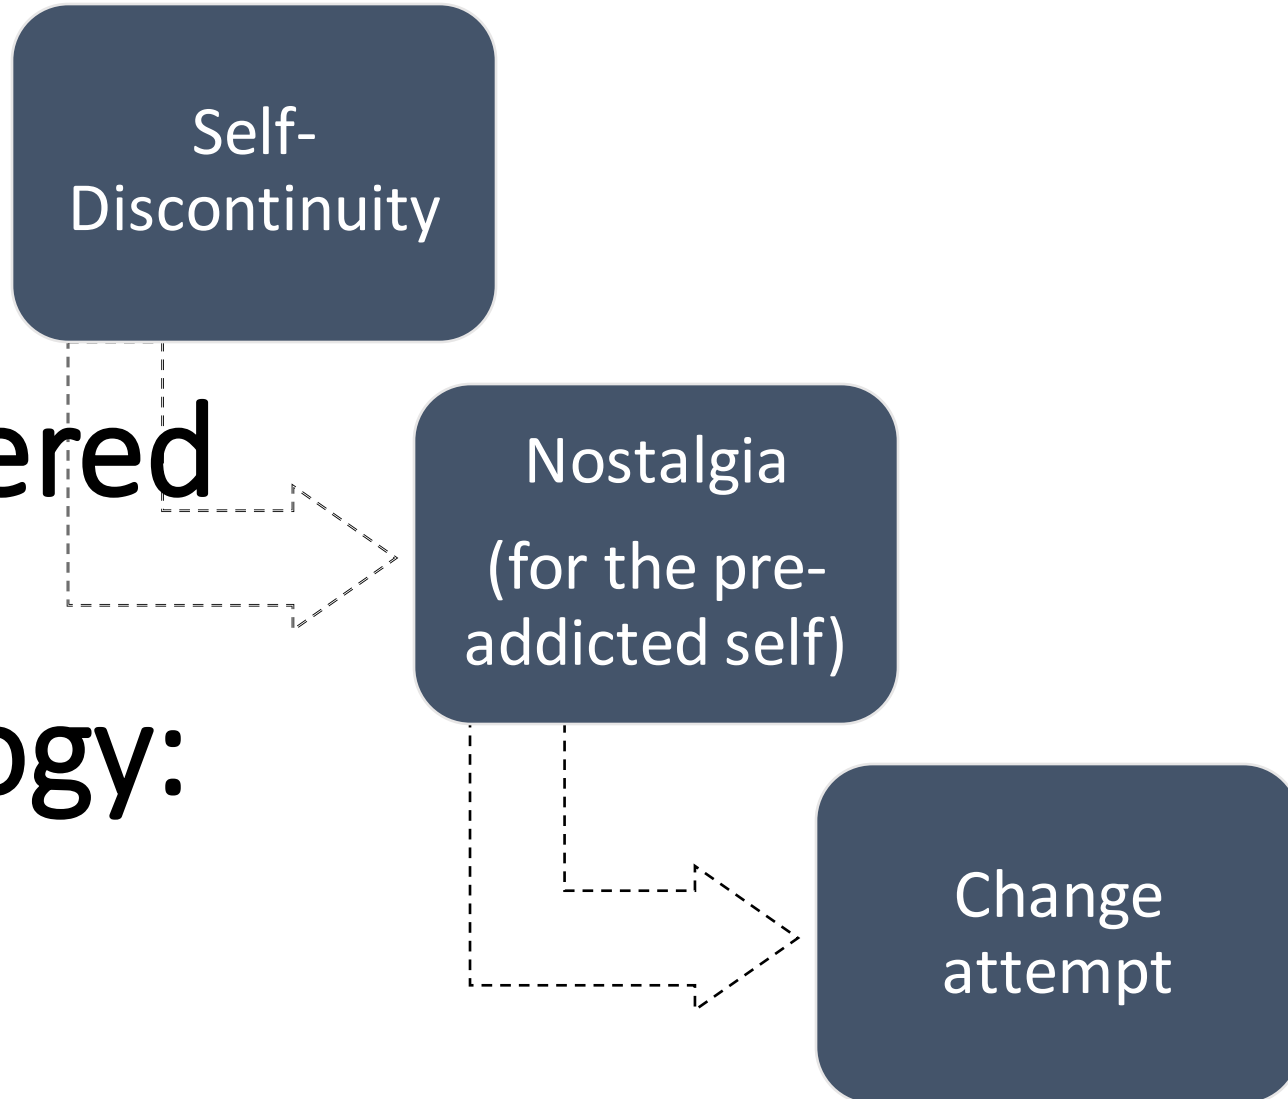 Self-
Discontinuity
ered
Nostalgia
(for the pre-
addicted self)
ogy:
Change
attempt